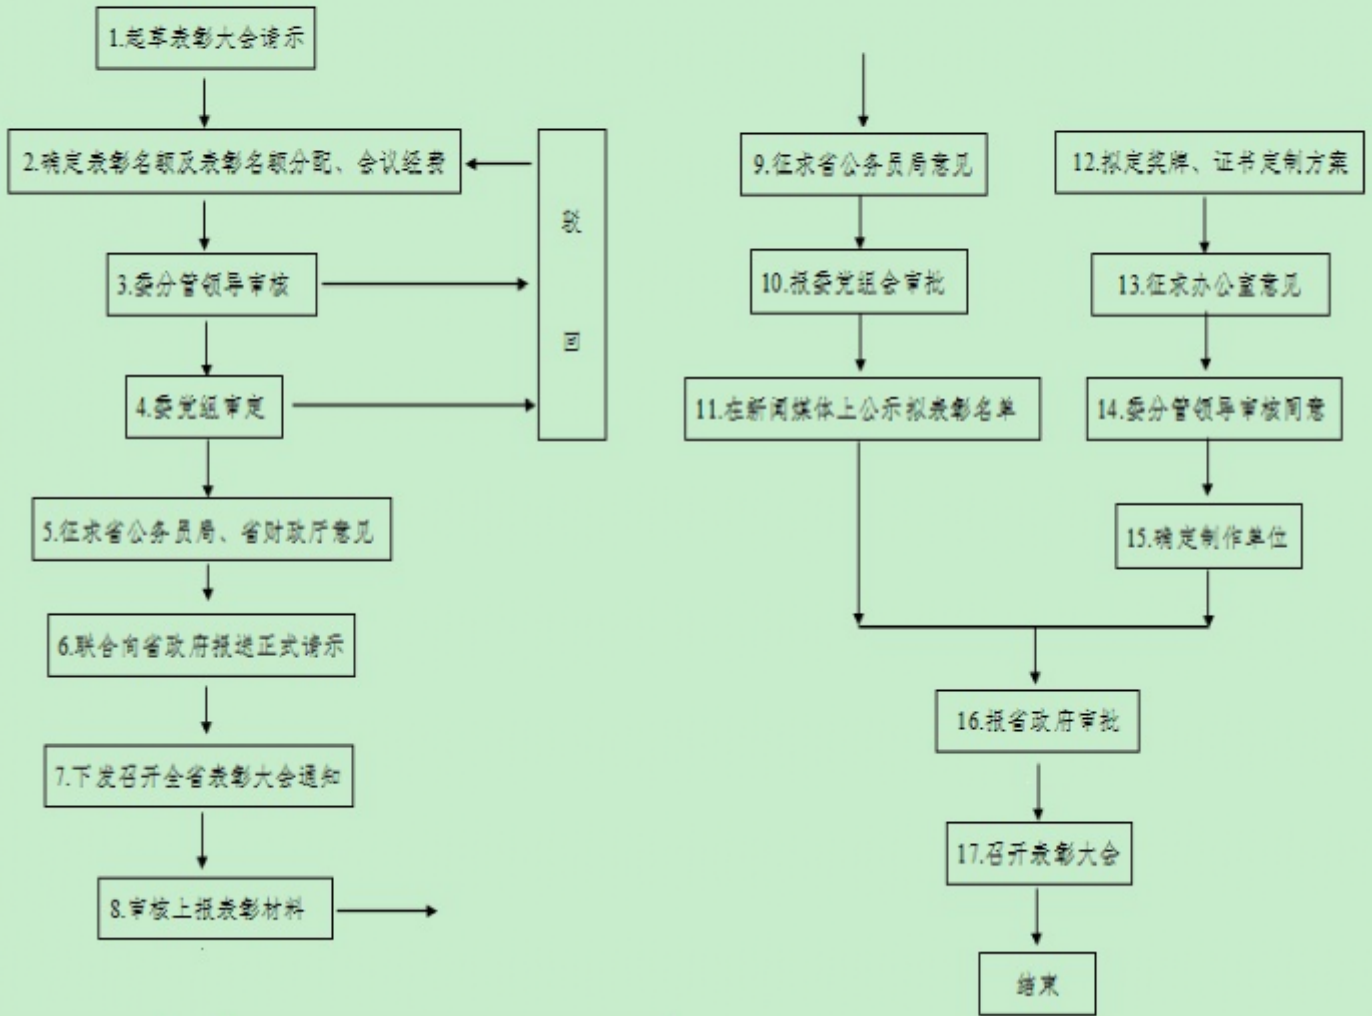 1.起草表彰大会请示
2.确定表彰名额及表彰名额分配、会议经费
驳
回
3.委分管领导审核
4.委党组审定
5.征求省公务员局、省财政厅意见
6.联合向省政府报送正式请示
7.下发召开全省表彰大会通知
8.审核上报表彰材料
9.征求省公务员局意见
10.报委党组会审批
11.在新闻媒体上公示拟表彰名单
12.拟定奖牌、证书定制方案
13.征求办公室意见
14.委分管领导审核同意
15.确定制作单位
16.报省政府审批
17.召开表彰大会
结束